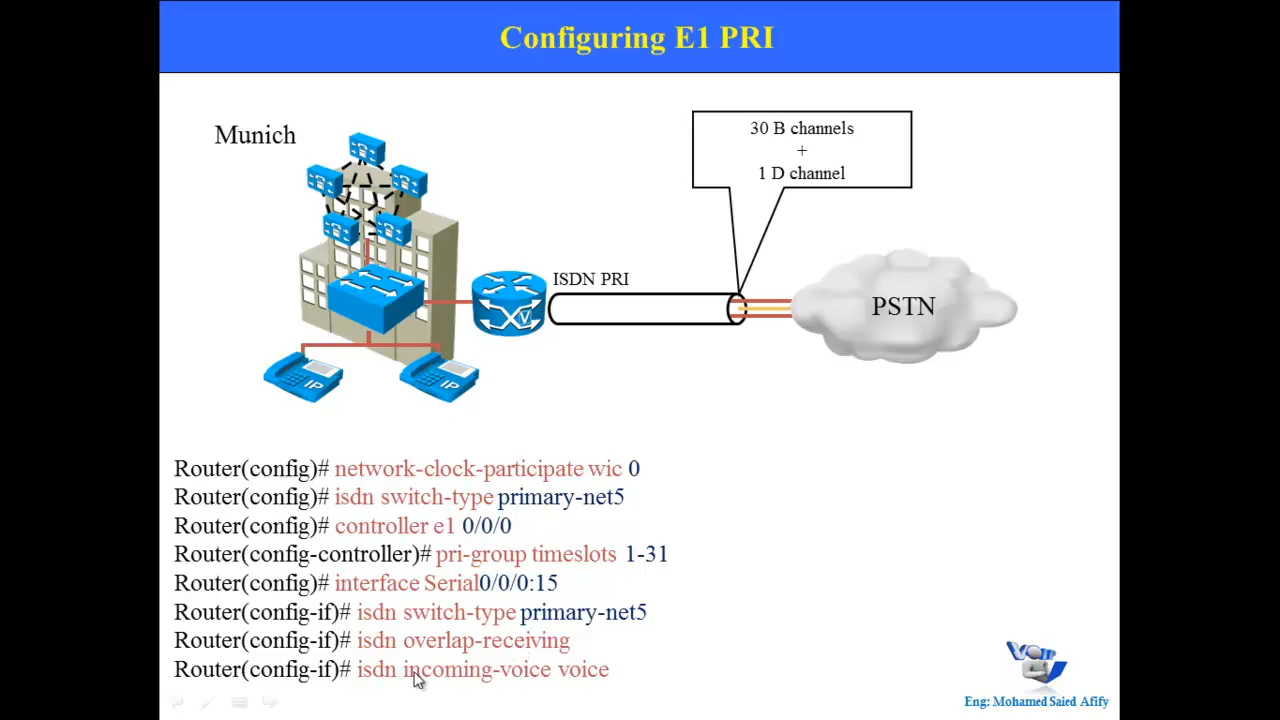 Configuring E1 PRI
Munich
30 B channels
+
1 D channel
ISDN PRI
V
PSTN
IP
IP
Router(config)# network-clock-participate wic 0
Router(config)# isdn switch-type primary-net5
Router(config)# controller e1 0/0/0
Router(config-controller)# pri-group timeslots 1-31
Router(config)# interface Serial0/0/0:15
Router(config-if)# isdn switch-type primary-net5
Router(config-if)# isdn overlap-receiving
Router(config-if)# isdn incoming-voice voice
Eng: Mohamed Saied Afify